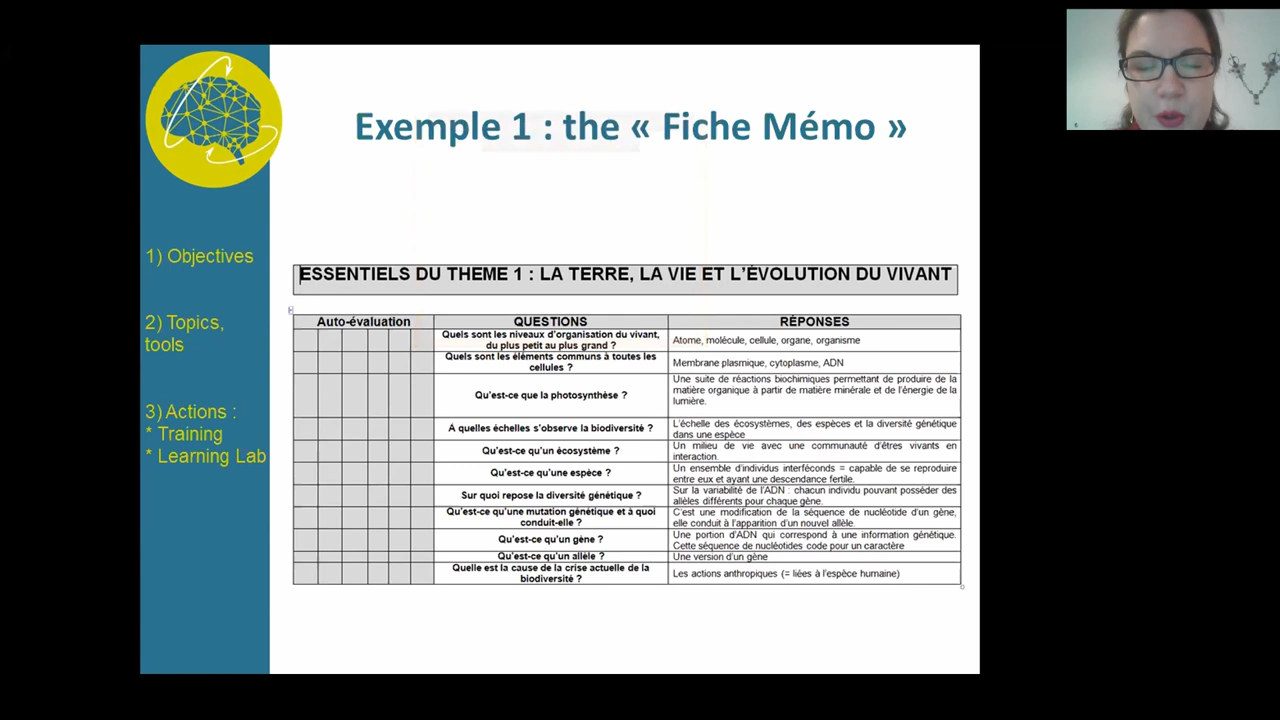 Exemple 1 : the « Fiche Mémo »
1) Objectives
2) Topics,
tools
3) Actions :
* Training
* Learning Lab
ESSENTIELS DU THEME 1 : LA TERRE, LA VIE ET L'ÉVOLUTION DU VIVANT
Auto-évaluation QUESTIONS RÉPONSES
Quels sont les niveaux d'organisation du vivant,
du plus petit au plus grand ?
Atome, molécule, cellule, organe, organisme
Quels sont les éléments communs à toutes les
cellules ?
Membrane plasmique, cytoplasme, ADN
Qu'est-ce que la photosynthèse ?
Une suite de réactions biochimiques permettant de produire de la
matière organique à partir de matière minérale et de l'énergie de la
lumière.
À quelles échelles s'observe la biodiversité ?
L'échelle des écosystèmes, des espèces et la diversité génétique
dans une espèce
Qu'est-ce qu'un écosystème ?
Un milieu de vie avec une communauté d'êtres vivants en
interaction.
Qu'est-ce qu'une espèce ?
Un ensemble d'individus interféconds = capable de se reproduire
entre eux et ayant une descendance fertile.
Sur quoi repose la diversité génétique ?
Sur la variabilité de l'ADN : chacun individu pouvant posséder des
allèles différents pour chaque gène.
Qu'est-ce qu'une mutation génétique et à quoi
conduit-elle ?
C'est une modification de la séquence de nucléotide d'un gène,
elle conduit à l'apparition d'un nouvel allèle.
Qu'est-ce qu'un gène ?
Une portion d'ADN qui correspond à une information génétique.
Cette séquence de nucléotides code pour un caractère
Qu'est-ce qu'un allèle ?
Une version d'un gène
Quelle est la cause de la crise actuelle de la
biodiversité ?
Les actions anthropiques (= liées à l'espèce humaine)